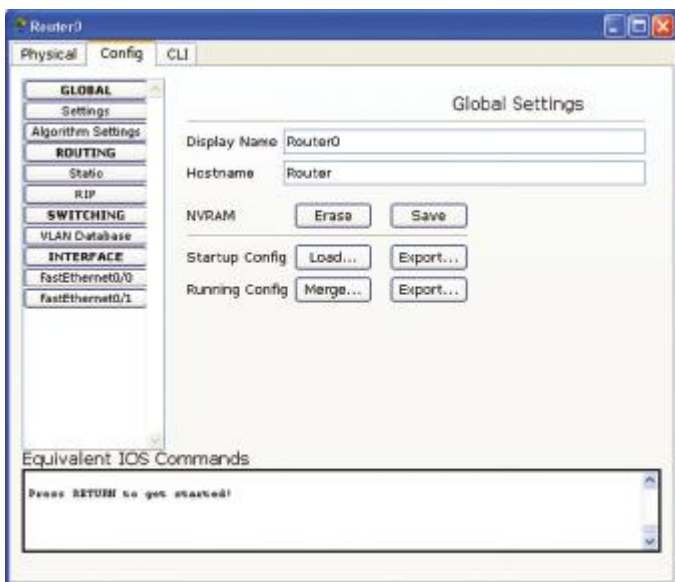 Router0
Physical Config CLI
GLOBAL
Settings
Algorithm Settings
ROUTING
Static
RIP
SWITCHING
VLAN Database
INTERFACE
FastEthernet0/0
FastEthernet0/1
Global Settings
Display Name Router0
Hostname Router
NVRAM Erase Save
Startup Config Load... Export...
Running Config Merge... Export...
Equivalent IOS Commands
Press RETURN to get started!